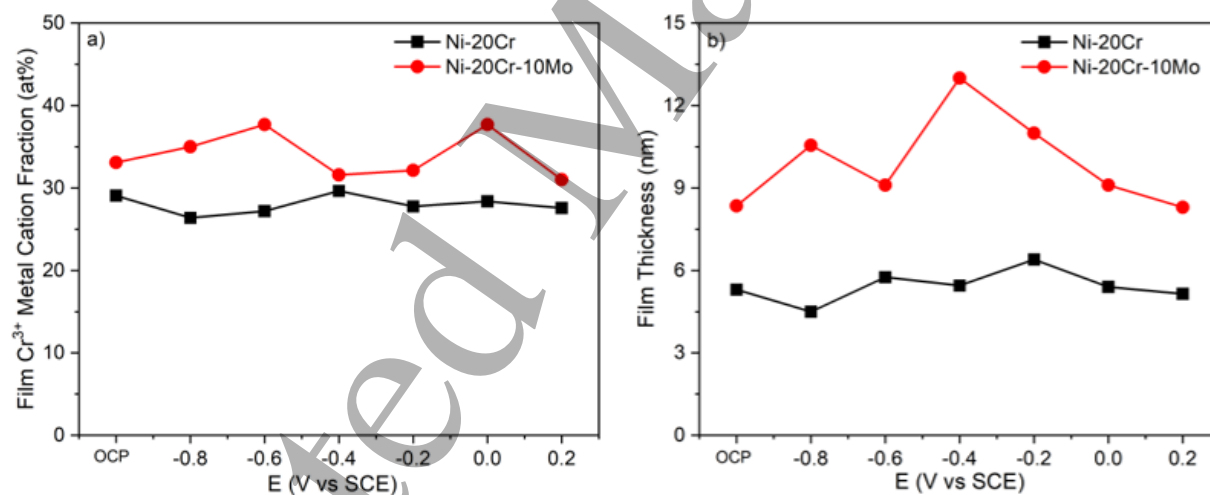 a)
Ni-20Cr
Ni-20Cr-10Mo
Film Cr³⁺ Metal Cation Fraction (at%)
50
40
30
20
10
0
OCP -0.8 -0.6 -0.4 -0.2 0.0 0.2
E (V vs SCE)
b)
Ni-20Cr
Ni-20Cr-10Mo
Film Thickness (nm)
15
12
9
6
3
0
OCP -0.8 -0.6 -0.4 -0.2 0.0 0.2
E (V vs SCE)
ted M